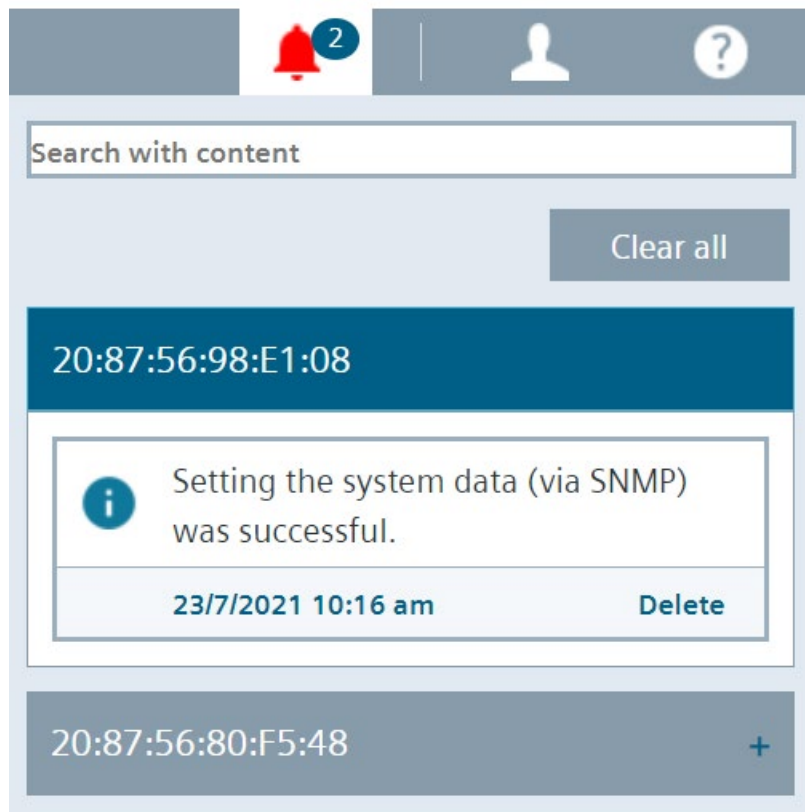 2
?
Search with content
Clear all
20:87:56:98:E1:08
i
Setting the system data (via SNMP)
was successful.
23/7/2021 10:16 am Delete
20:87:56:80:F5:48 +